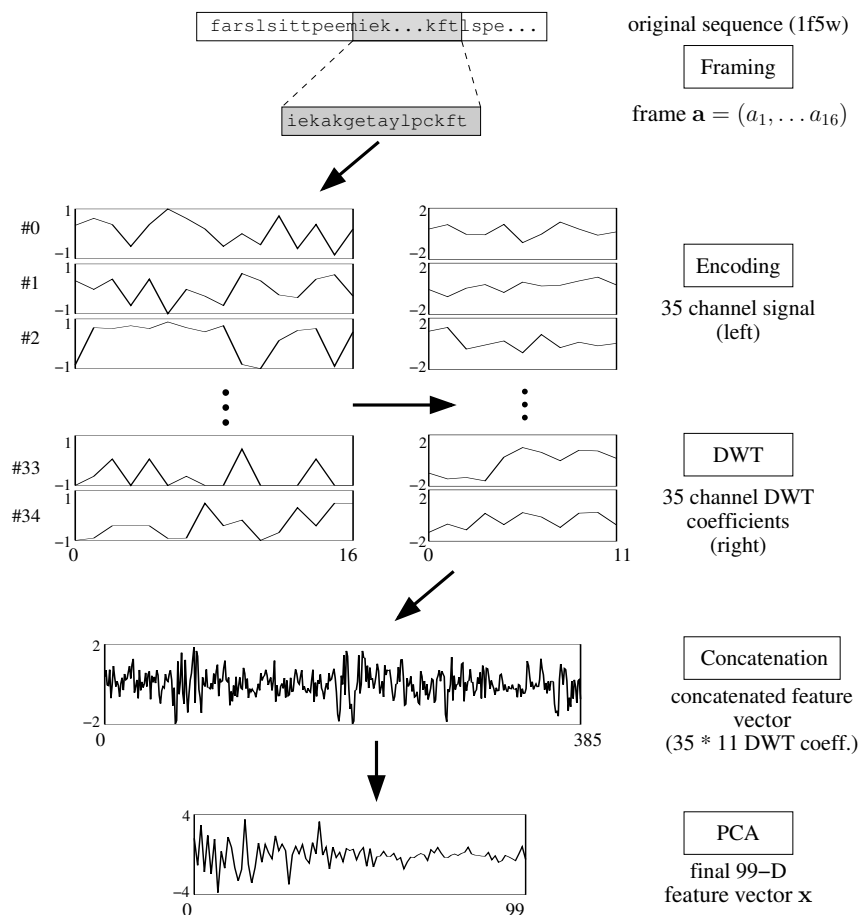 farslsittpeemiek...kftlspe...
original sequence (1f5w)
Framing
iekakgetaylpckft
frame a = (a1, . . . a16)
#0
1
−1
2
−2
#1
1
−1
2
−2
Encoding
35 channel signal
(left)
#2
1
−1
2
−2
#33
1
−1
2
−2
DWT
#34
1
−1
2
−2
35 channel DWT
coefficients
(right)
0
16
0
11
2
−2
0
385
Concatenation
concatenated feature
vector
(35 * 11 DWT coeff.)
4
−4
0
99
PCA
final 99−D
feature vector x